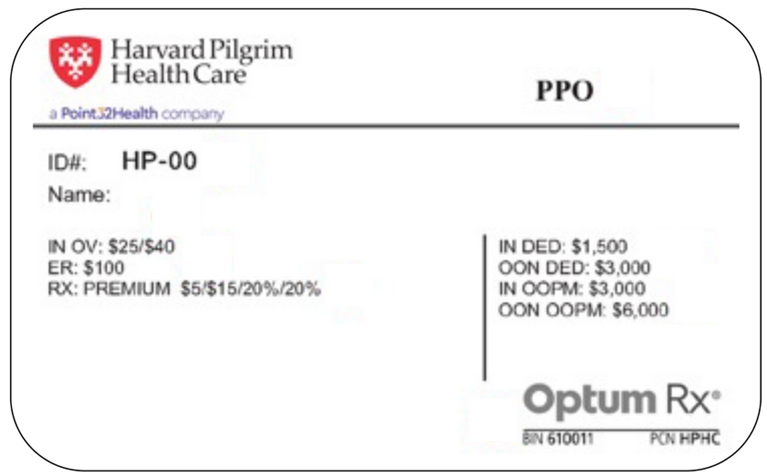 Harvard Pilgrim
Health Care
a Point32Health company
PPO
ID#: HP-00
Name:
IN OV: $25/$40
ER: $100
RX: PREMIUM $5/$15/20%/20%
IN DED: $1,500
OON DED: $3,000
IN OOPM: $3,000
OON OOPM: $6,000
Optum Rx®
BIN 610011 PCN HPHC